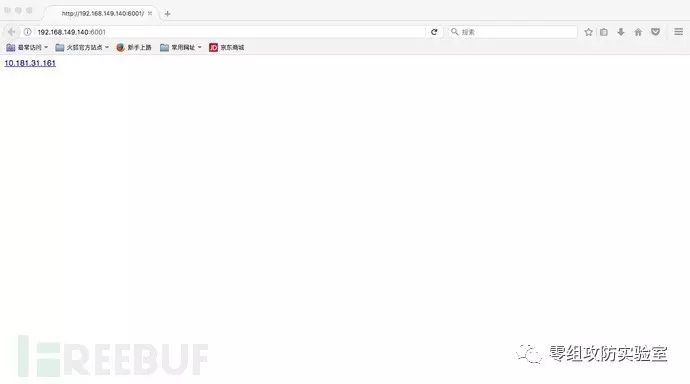 http://192.168.149.140:6001/
192.168.149.140:6001
搜索
最常访问 火狐官方站点 新手上路 常用网址 JD 京东商城
10.181.31.161
REEBUF
零组攻防实验室